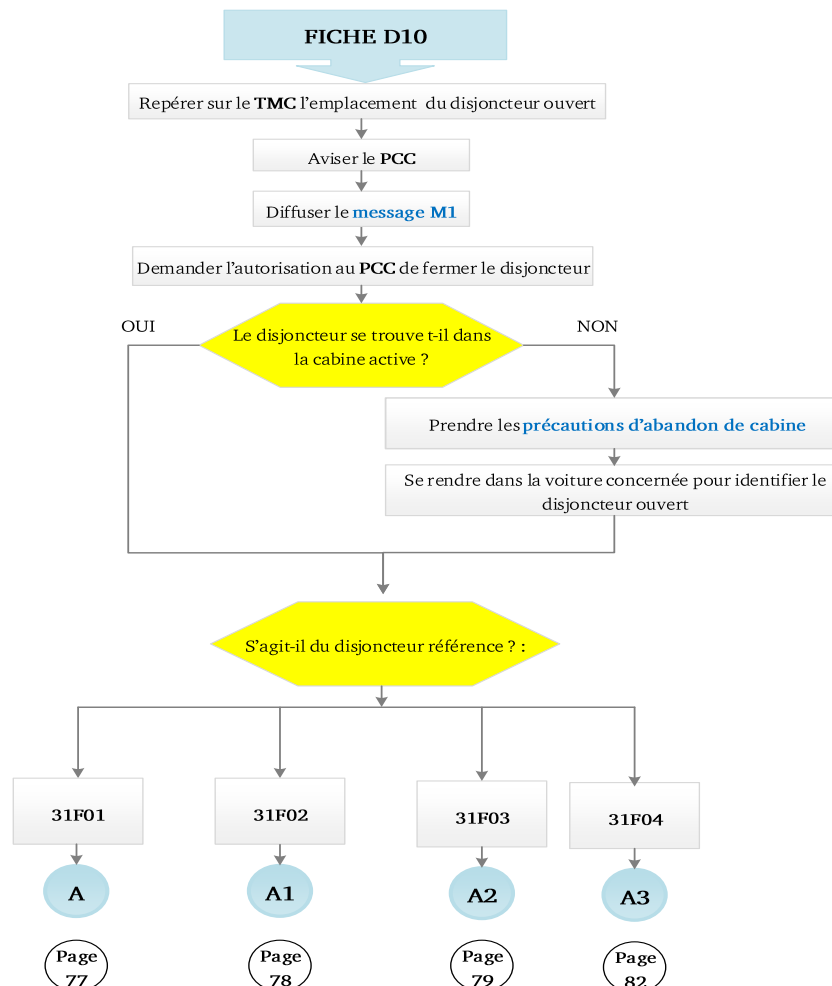 FICHE D10
Repérer sur le TMC l'emplacement du disjoncteur ouvert
Aviser le PCC
Diffuser le message M1
Demander l'autorisation au PCC de fermer le disjoncteur
OUI
NON
Le disjoncteur se trouve t-il dans
la cabine active ?
Prendre les précautions d'abandon de cabine
Se rendre dans la voiture concernée pour identifier le
disjoncteur ouvert
S'agit-il du disjoncteur référence ? :
31F01
31F02
31F03
31F04
A
A1
A2
A3
Page
77
Page
78
Page
79
Page
82